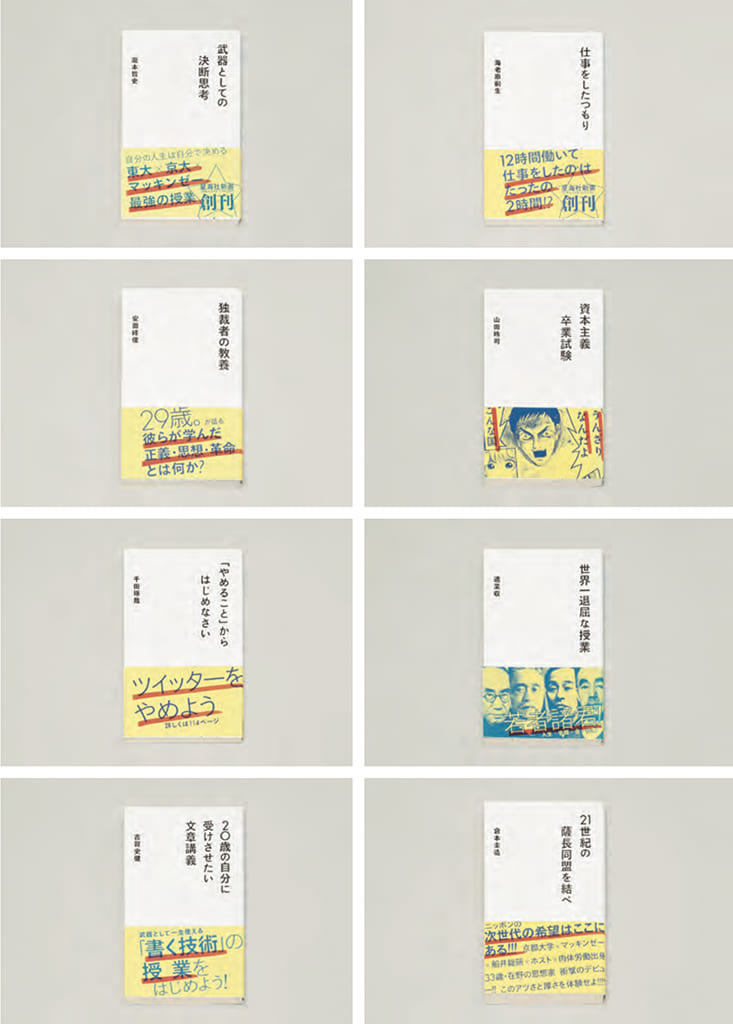 武器としての
決断思考
瀧本哲史
自分の人生は自分で決める
東大×京大×
マッキンゼー
最強の授業
星海社新書
創刊
仕事をしたつもり
海老原嗣生
12時間働いて
仕事をしたのは
たったの
2時間!?
星海社新書
創刊
独裁者の教養
安田峰俊
29歳。が語る
彼らが学んだ
正義・思想・革命
とは何か?
資本主義
卒業試験
山田玲司
うんざり
なんだよ
こんな国
「やめること」から
はじめなさい
千田琢哉
ツイッターを
やめよう
詳しくは114ページ
世界一退屈な授業
適菜収
若者諸君!
20歳の自分に
受けさせたい
文章講義
古賀史健
武器として一生使える
「書く技術」の
授業を
はじめよう!
21世紀の
薩長同盟を結べ
倉本圭造
ニッポンの
次世代の希望はここに
ある!!! 京都大学×マッキンゼー
×船井総研×ホスト×肉体労働出身
33歳・在野の思想家 衝撃のデビュ
ー!! このアツさと厚さを体験せよ!!!!